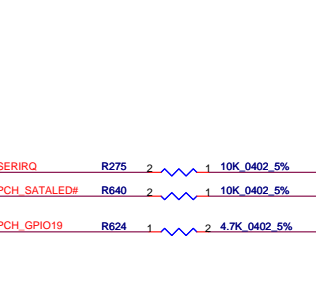 SERIRQ R275 2 1 10K_0402_5%
PCH_SATALED# R640 2 1 10K_0402_5%
PCH_GPIO19 R624 1 2 4.7K_0402_5%